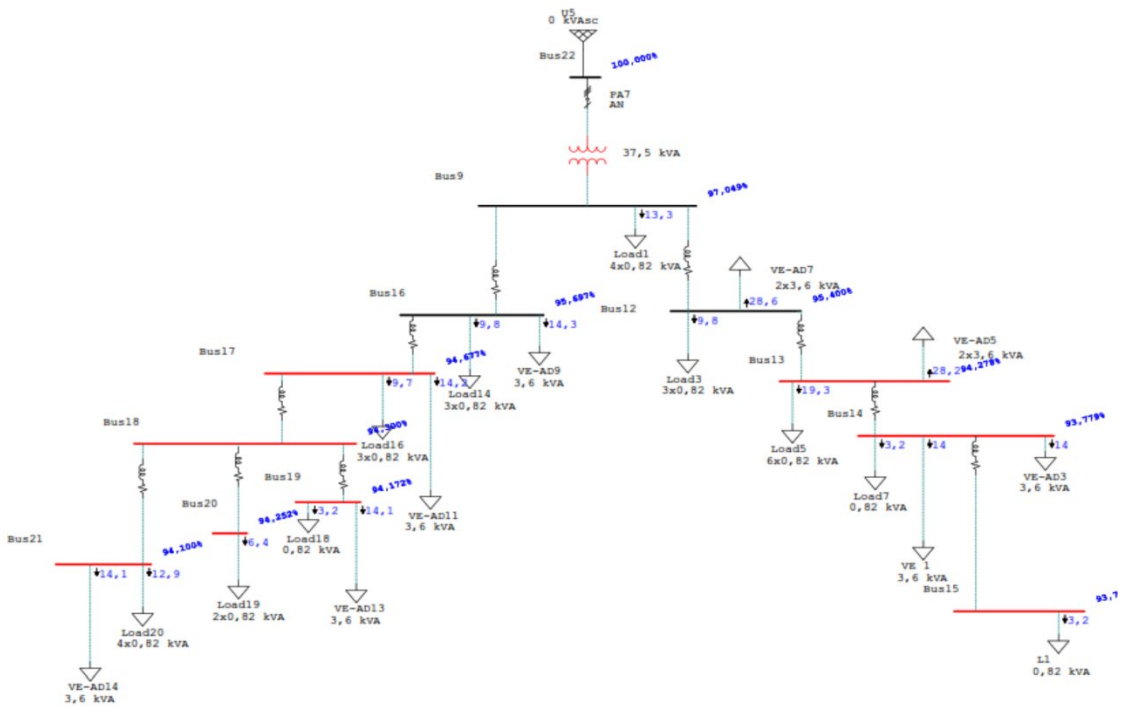 U5
0 kVAsc
Bus22
100,000%
PA7
AN
37,5 kVA
Bus9
97,049%
13,3
Load1
4x0,82 kVA
VE-AD7
2x3,6 kVA
Bus16
95,697%
Bus12
28,6
95,400%
9,8
14,3
9,8
Bus17
94,677%
VE-AD9
3,6 kVA
Bus13
VE-AD5
2x3,6 kVA
9,7
14,2
Load14
3x0,82 kVA
Load3
3x0,82 kVA
28,2
94,278%
19,3
Bus18
94,300%
Bus14
93,779%
Load16
3x0,82 kVA
Load5
6x0,82 kVA
3,2
14
14
Bus19
94,172%
VE-AD3
3,6 kVA
Load7
0,82 kVA
Bus20
94,252%
3,2
14,1
VE-AD11
3,6 kVA
Load18
0,82 kVA
Bus21
94,100%
6,4
14,1
12,9
VE 1
3,6 kVA
Bus15
93,7
Load19
2x0,82 kVA
VE-AD13
3,6 kVA
3,2
Load20
4x0,82 kVA
L1
0,82 kVA
VE-AD14
3,6 kVA